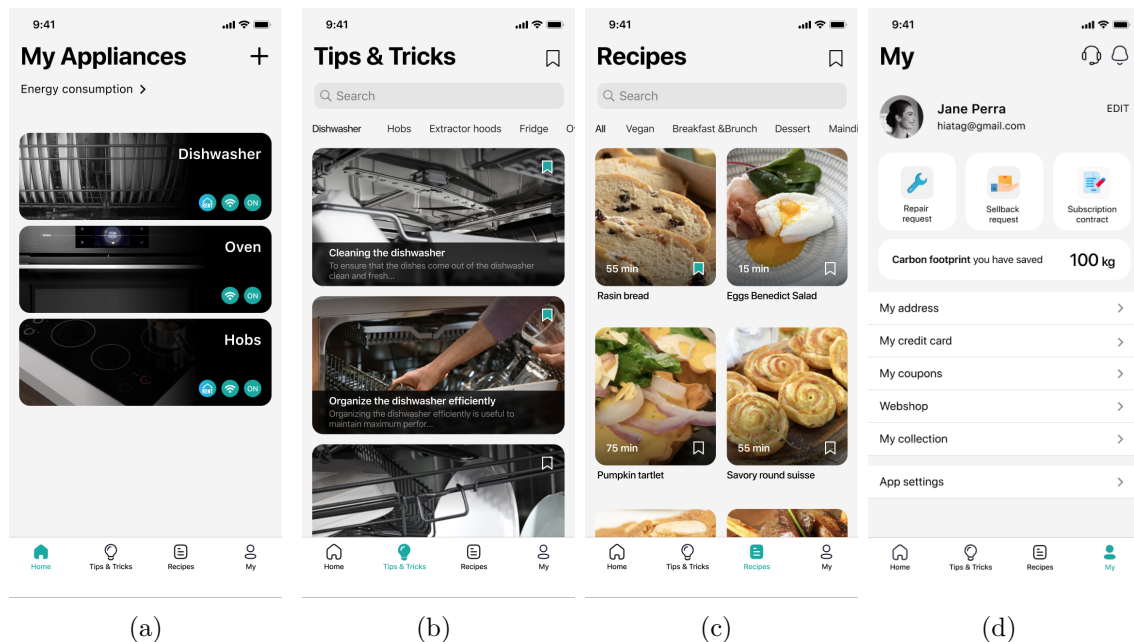 9:41
My Appliances
Energy consumption
Dishwasher
RENT
ON
Oven
ON
Hobs
RENT
ON
Home
Tips & Tricks
Recipes
My
(a)
9:41
Tips & Tricks
Search
Dishwasher Hobs Extractor hoods Fridge O
Cleaning the dishwasher
To ensure that the dishes come out of the dishwasher
clean and fresh...
Organize the dishwasher efficiently
Organizing the dishwasher efficiently is useful to
maintain maximum perfor...
Home
Tips & Tricks
Recipes
My
(b)
9:41
Recipes
Search
All Vegan Breakfast &Brunch Dessert Maindi
55 min
Rasin bread
15 min
Eggs Benedict Salad
75 min
Pumpkin tartlet
55 min
Savory round suisse
Home
Tips & Tricks
Recipes
My
(c)
9:41
My
Jane Perra
hiatag@gmail.com
EDIT
Repair
request
Sellback
request
Subscription
contract
Carbon footprint you have saved 100 kg
My address
My credit card
My coupons
Webshop
My collection
App settings
Home
Tips & Tricks
Recipes
My
(d)